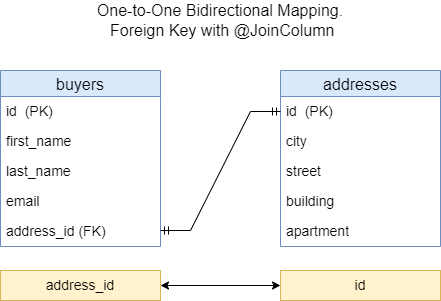 One-to-One Bidirectional Mapping.
Foreign Key with @JoinColumn
buyers
id (PK)
first_name
last_name
email
address_id (FK)
addresses
id (PK)
city
street
building
apartment
address_id
id